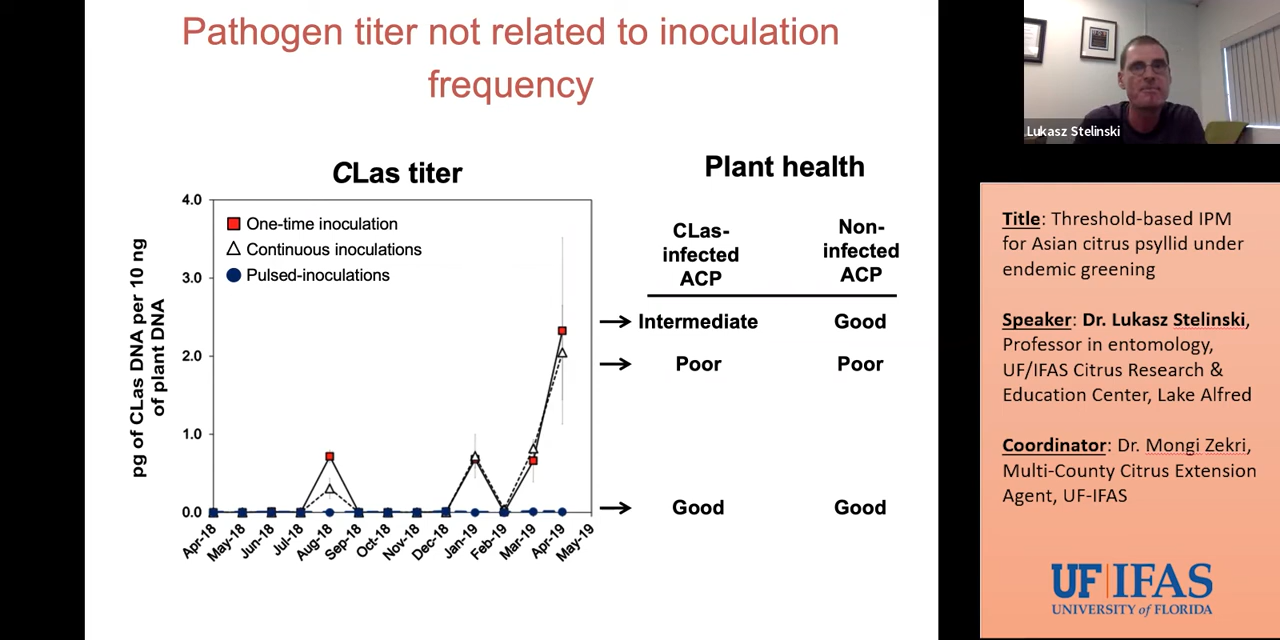 Pathogen titer not related to inoculation
frequency
CLas titer
4.0
3.0
2.0
1.0
0.0
pg of CLas DNA per 10 ng
of plant DNA
One-time inoculation
Continuous inoculations
Pulsed-inoculations
Apr-18
May-18
Jun-18
Jul-18
Aug-18
Sep-18
Oct-18
Nov-18
Dec-18
Jan-19
Feb-19
Mar-19
Apr-19
May-19
Plant health
CLas-
infected
ACP
Non-
infected
ACP
Intermediate Good
Poor Poor
Good Good
UF/IFAS
Lukasz Stelinski
Title: Threshold-based IPM
for Asian citrus psyllid under
endemic greening
Speaker: Dr. Lukasz Stelinski,
Professor in entomology,
UF/IFAS Citrus Research &
Education Center, Lake Alfred
Coordinator: Dr. Mongi Zekri,
Multi-County Citrus Extension
Agent, UF-IFAS
UF|IFAS
UNIVERSITY of FLORIDA